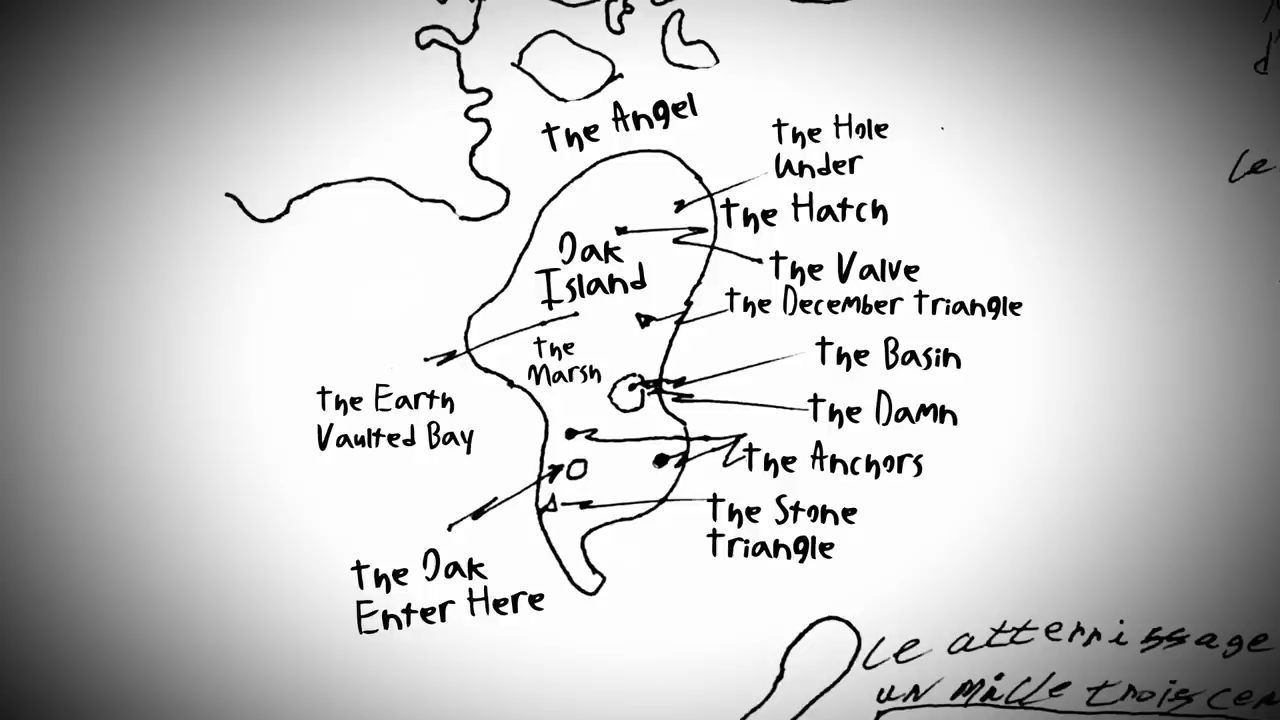 the Angel
the Hole
Under
the Hatch
Oak
Island
the Valve
the December triangle
the
Marsh
the Basin
the Earth
Vaulted Bay
the Damn
the Anchors
the Stone
triangle
the Oak
Enter Here
Le
d'
Le atterrissage
un mille trois cen